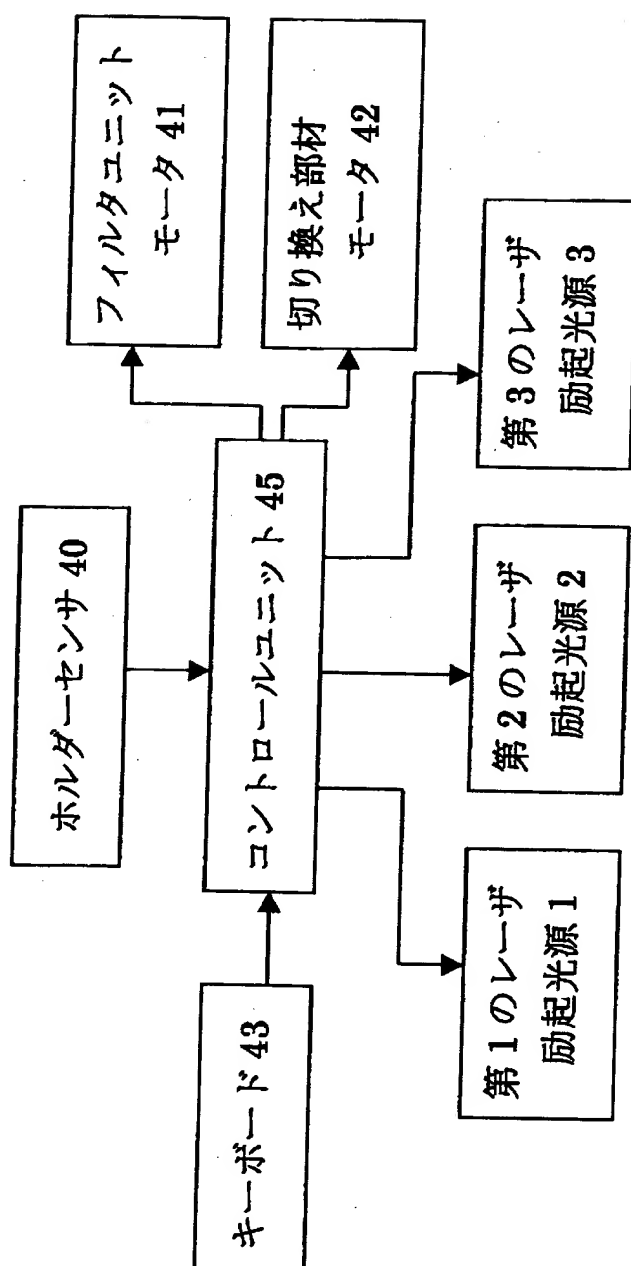 ホルダーセンサ 40
フィルタユニット
モータ 41
キーボード 43
コントロールユニット 45
切り換え部材
モータ 42
第1のレーザ
励起光源 1
第2のレーザ
励起光源 2
第3のレーザ
励起光源 3